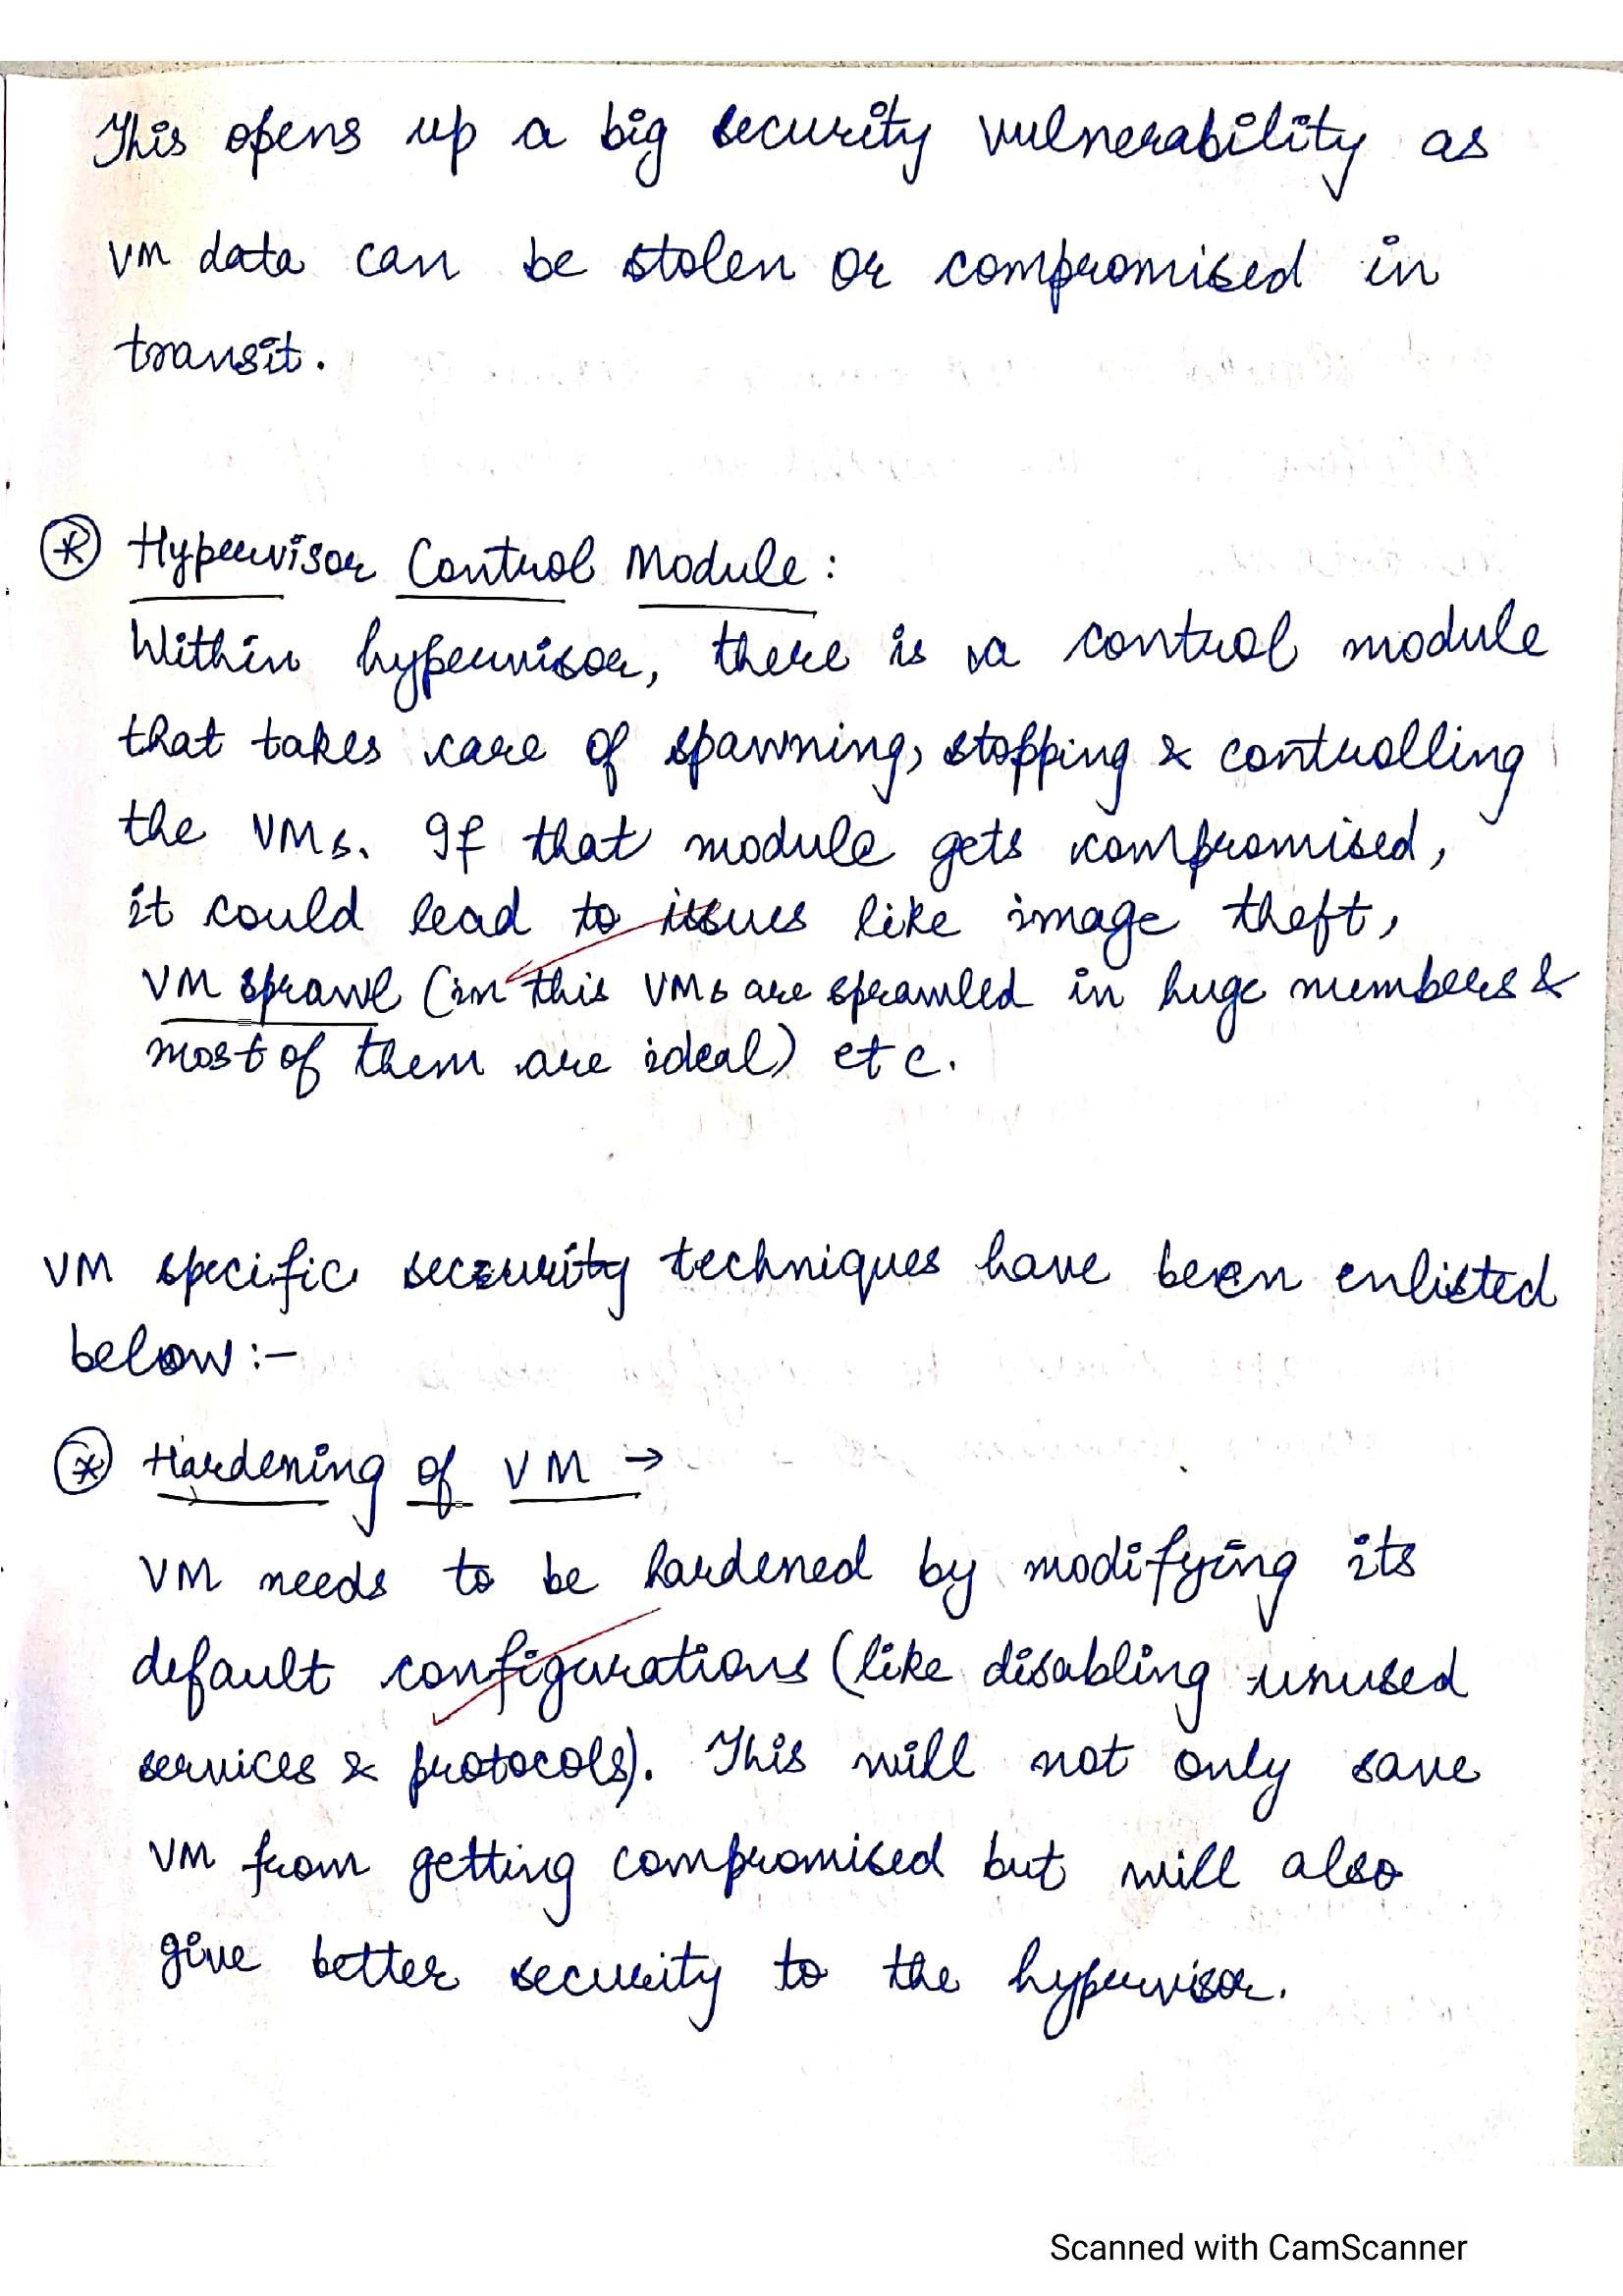 This opens up a big security vulnerability as
VM data can be stolen or compromised in
transit.
Hypervisor Control Module:
Within hypervisor, there is a control module
that takes care of spawning, stopping & controlling
the VMs. If that module gets compromised,
it could lead to issues like image theft,
VM sprawl (in this VMs are sprawled in huge numbers &
most of them are ideal) etc.
VM specific security techniques have been enlisted
below:-
Hardening of VM →
VM needs to be hardened by modifying its
default configurations (like disabling unused
services & protocols). This will not only save
VM from getting compromised but will also
give better security to the hypervisor.
Scanned with CamScanner